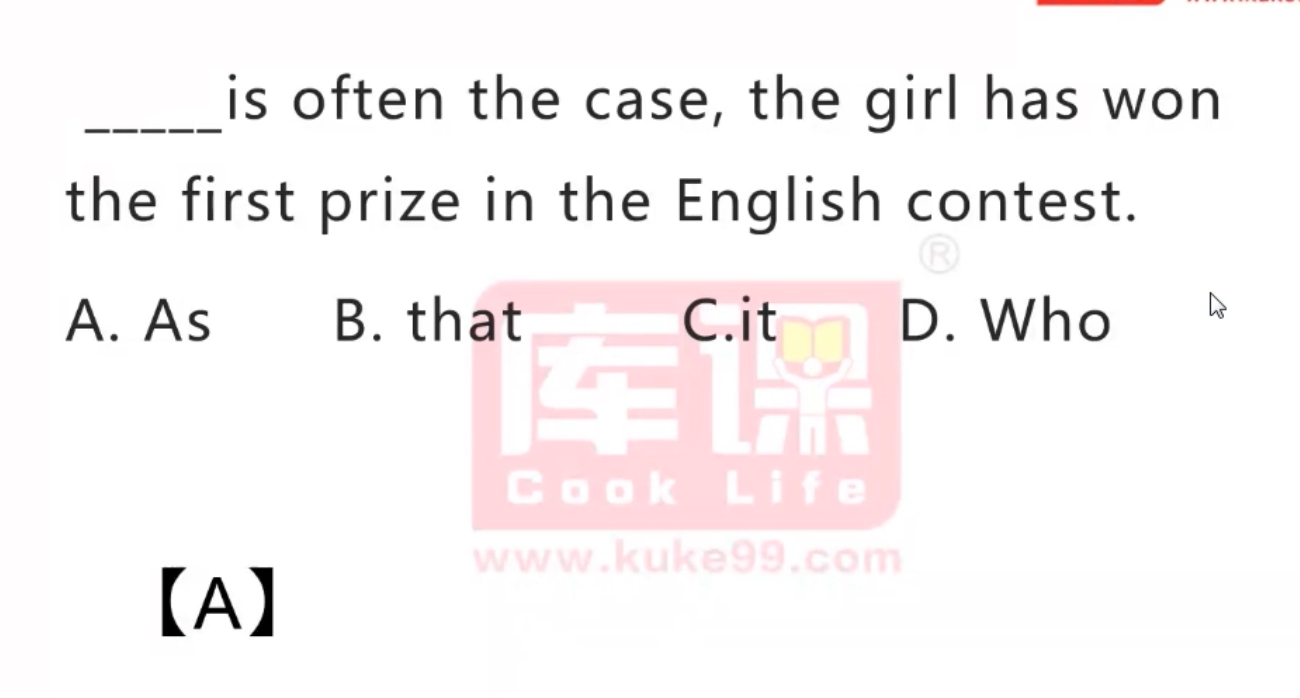 _____is often the case, the girl has won
the first prize in the English contest.
A. As B. that C.it D. Who
®
库课
Cook Life
www.kuke99.com
【A】